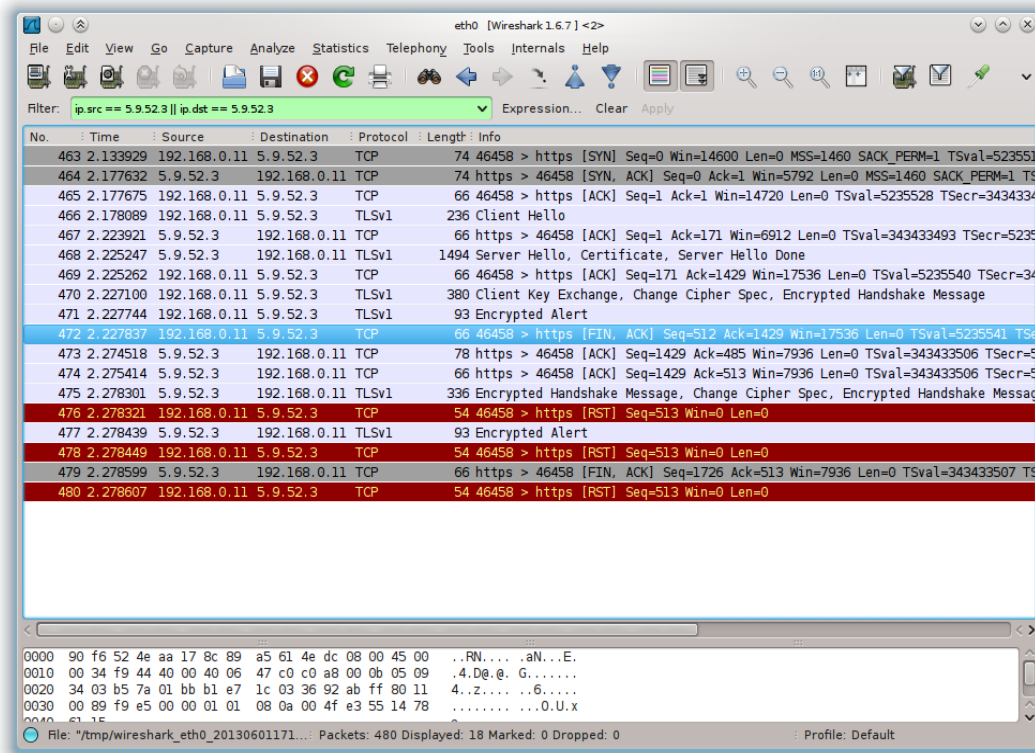 eth0 [Wireshark 1.6.7 ] <2>
File Edit View Go Capture Analyze Statistics Telephony Tools Internals Help
Filter: ip.src == 5.9.52.3 || ip.dst == 5.9.52.3 Expression... Clear Apply
No. Time Source Destination Protocol Length Info
463 2.133929 192.168.0.11 5.9.52.3 TCP 74 46458 > https [SYN] Seq=0 Win=14600 Len=0 MSS=1460 SACK_PERM=1 TSval=523551
464 2.177632 5.9.52.3 192.168.0.11 TCP 74 https > 46458 [SYN, ACK] Seq=0 Ack=1 Win=5792 Len=0 MSS=1460 SACK_PERM=1 TS
465 2.177675 192.168.0.11 5.9.52.3 TCP 66 46458 > https [ACK] Seq=1 Ack=1 Win=14720 Len=0 TSval=5235528 TSecr=3434334
466 2.178089 192.168.0.11 5.9.52.3 TLSv1 236 Client Hello
467 2.223921 5.9.52.3 192.168.0.11 TCP 66 https > 46458 [ACK] Seq=1 Ack=171 Win=6912 Len=0 TSval=343433493 TSecr=5235
468 2.225247 5.9.52.3 192.168.0.11 TLSv1 1494 Server Hello, Certificate, Server Hello Done
469 2.225262 192.168.0.11 5.9.52.3 TCP 66 46458 > https [ACK] Seq=171 Ack=1429 Win=17536 Len=0 TSval=5235540 TSecr=34
470 2.227100 192.168.0.11 5.9.52.3 TLSv1 380 Client Key Exchange, Change Cipher Spec, Encrypted Handshake Message
471 2.227744 192.168.0.11 5.9.52.3 TLSv1 93 Encrypted Alert
472 2.227837 192.168.0.11 5.9.52.3 TCP 66 46458 > https [FIN, ACK] Seq=512 Ack=1429 Win=17536 Len=0 TSval=5235541 TSe
473 2.274518 5.9.52.3 192.168.0.11 TCP 78 https > 46458 [ACK] Seq=1429 Ack=485 Win=7936 Len=0 TSval=343433506 TSecr=5
474 2.275414 5.9.52.3 192.168.0.11 TCP 66 https > 46458 [ACK] Seq=1429 Ack=513 Win=7936 Len=0 TSval=343433506 TSecr=5
475 2.278301 5.9.52.3 192.168.0.11 TLSv1 336 Encrypted Handshake Message, Change Cipher Spec, Encrypted Handshake Messag
476 2.278321 192.168.0.11 5.9.52.3 TCP 54 46458 > https [RST] Seq=513 Win=0 Len=0
477 2.278439 5.9.52.3 192.168.0.11 TLSv1 93 Encrypted Alert
478 2.278449 192.168.0.11 5.9.52.3 TCP 54 46458 > https [RST] Seq=513 Win=0 Len=0
479 2.278599 5.9.52.3 192.168.0.11 TCP 66 https > 46458 [FIN, ACK] Seq=1726 Ack=513 Win=7936 Len=0 TSval=343433507 TS
480 2.278607 192.168.0.11 5.9.52.3 TCP 54 46458 > https [RST] Seq=513 Win=0 Len=0
0000 90 f6 52 4e aa 17 8c 89 a5 61 4e dc 08 00 45 00 ..RN.... .aN...E.
0010 00 34 f9 44 40 00 40 06 47 c0 c0 a8 00 0b 05 09 .4.D@.@. G.......
0020 34 03 b5 7a 01 bb b1 e7 1c 03 36 92 ab ff 80 11 4..z.... ..6.....
0030 00 89 f9 e5 00 00 01 01 08 0a 00 4f e3 55 14 78 ........ ...O.U.x
0040 61 15
File: "/tmp/wireshark_eth0_20130601171... Packets: 480 Displayed: 18 Marked: 0 Dropped: 0 Profile: Default